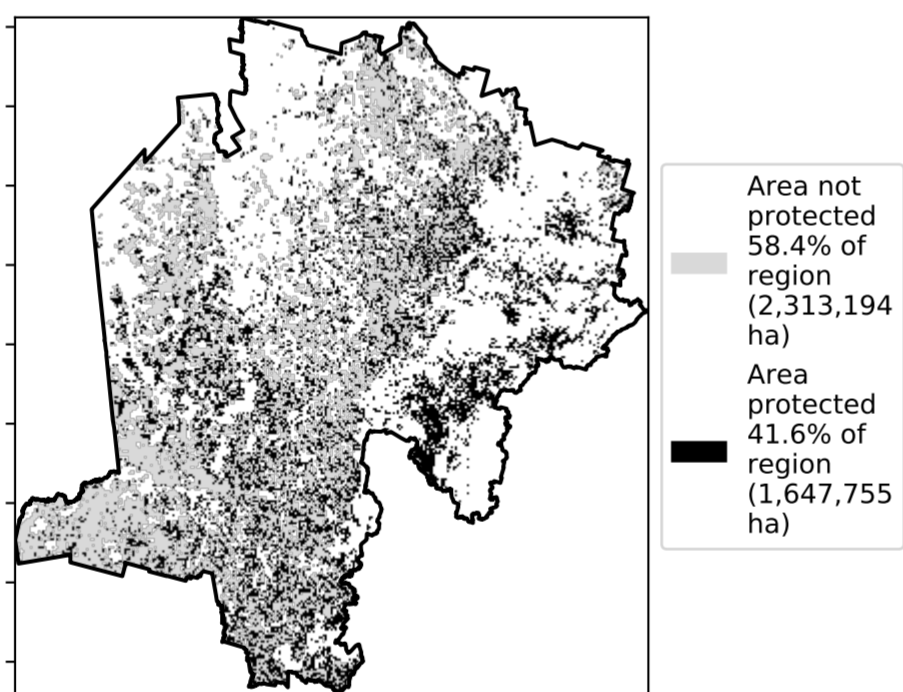 Area not
protected
58.4% of
region
(2,313,194
ha)
Area
protected
41.6% of
region
(1,647,755
ha)